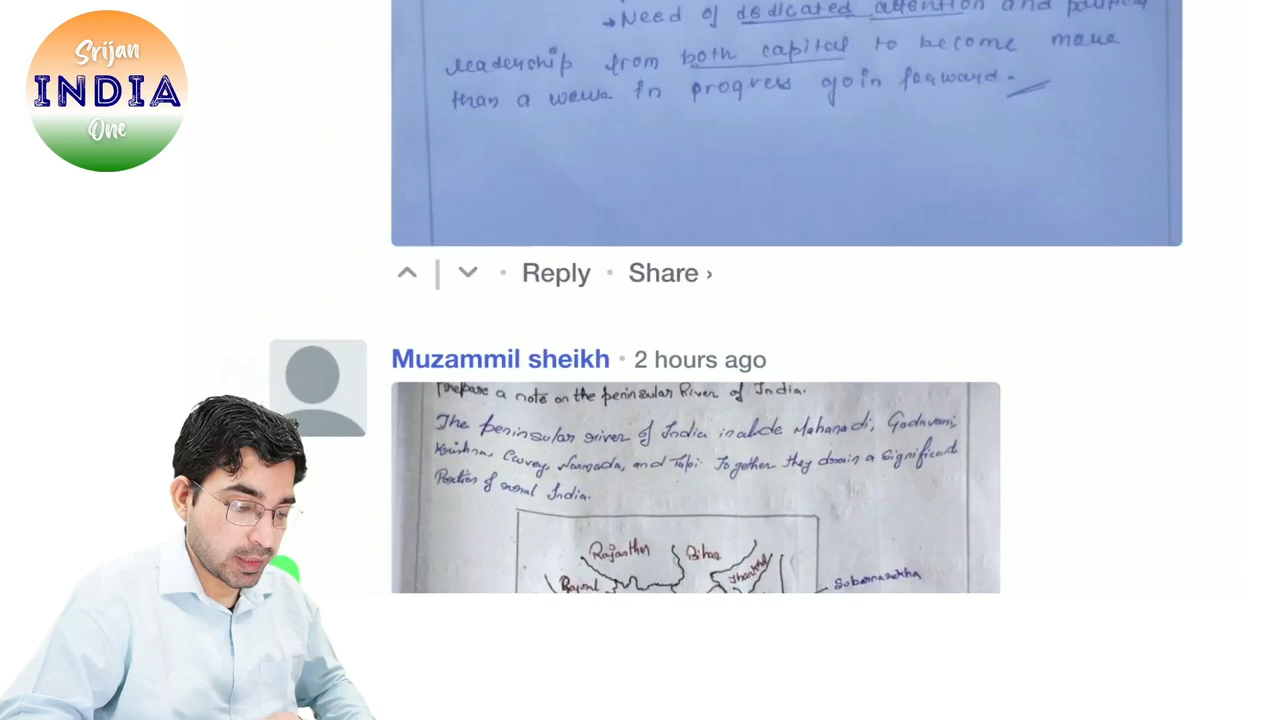 Srijan
INDIA
One
→Need of dedicated attention and political
leadership from both capital to become more
than a work in progress goin forward.
Reply
Share ›
Muzammil sheikh · 2 hours ago
Prepare a note on the peninsular River of India.
The peninsular river of India include Mahanadi, Godavari,
Krishna, Cauvery, Narmada, and Tapi. Together they drain a significant
Portion of rural India.
Rajasthan
Bihar
Jharkhand
Subarnarekha